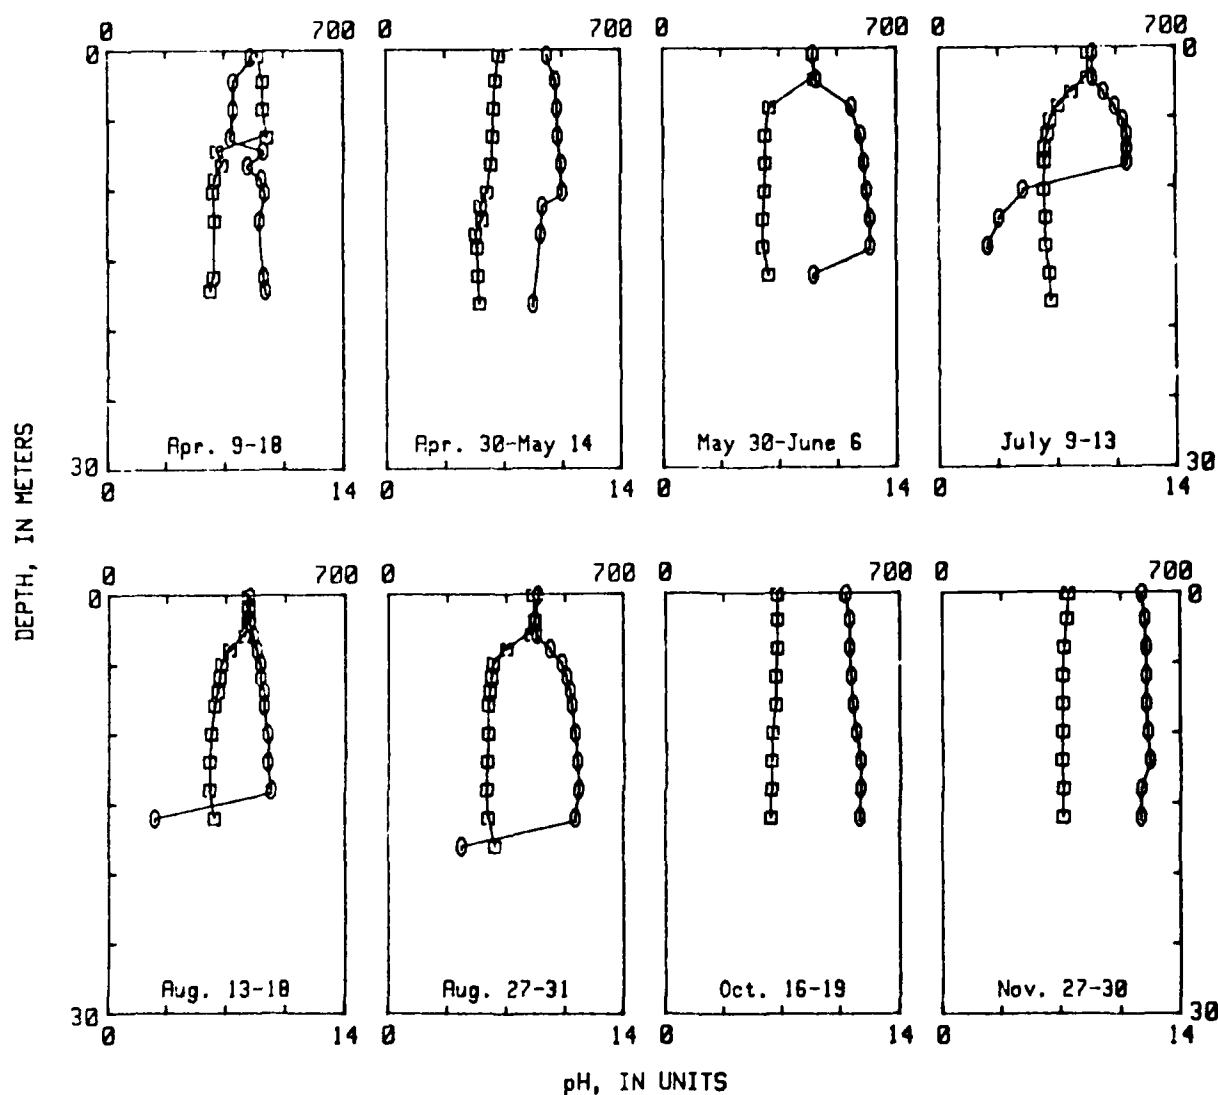 0 700 0 700 0 700 0 700
0 0
DEPTH, IN METERS
Apr. 9-18 Apr. 30-May 14 May 30-June 6 July 9-13
30 30
0 14 0 14 0 14 0 14
0 700 0 700 0 700 0 700
0 0
Aug. 13-18 Aug. 27-31 Oct. 16-19 Nov. 27-30
30 30
0 14 0 14 0 14 0 14
pH, IN UNITS